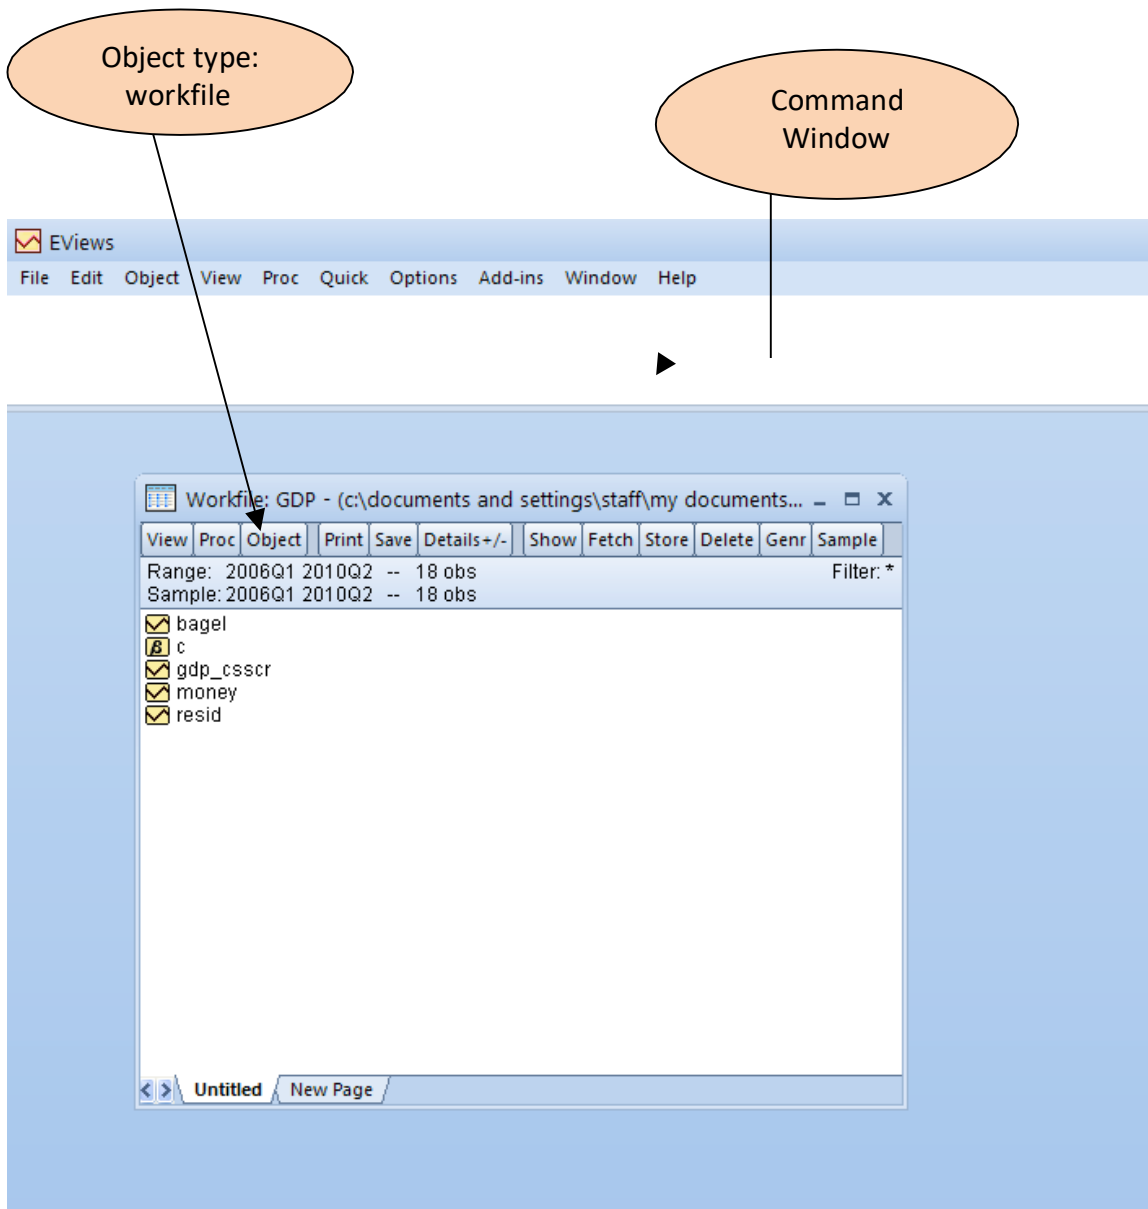 Object type:
workfile
Command
Window
EViews
File Edit Object View Proc Quick Options Add-ins Window Help
Workfile: GDP - (c:\documents and settings\staff\my documents...
View Proc Object Print Save Details+/- Show Fetch Store Delete Genr Sample
Range: 2006Q1 2010Q2 -- 18 obs Filter: *
Sample: 2006Q1 2010Q2 -- 18 obs
bagel
β c
gdp_csscr
money
resid
Untitled New Page